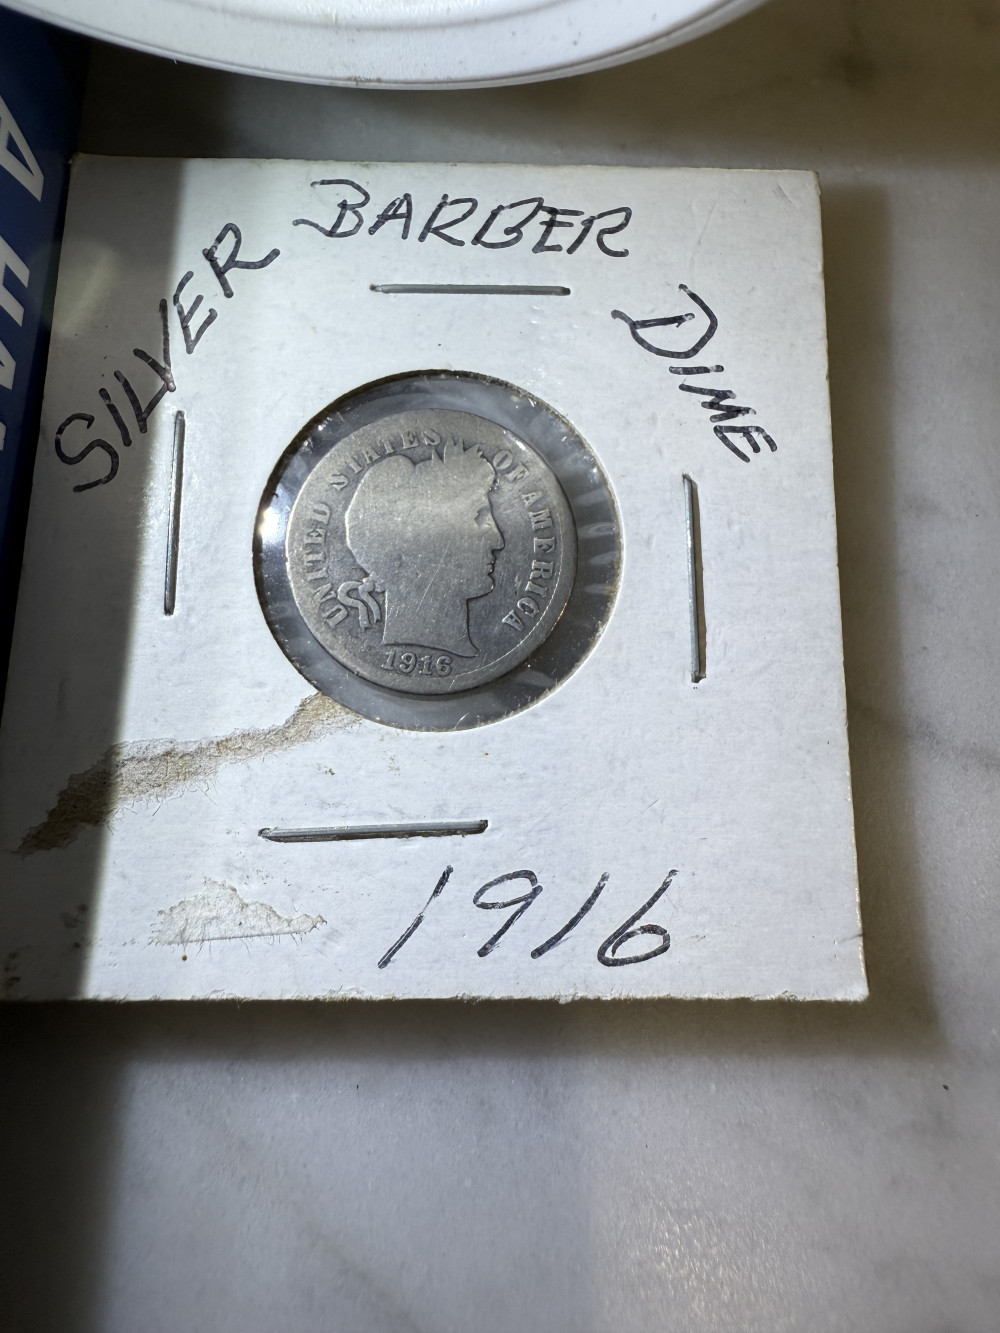 SILVER BARBER DIME
UNITED STATES OF AMERICA
1916
1916